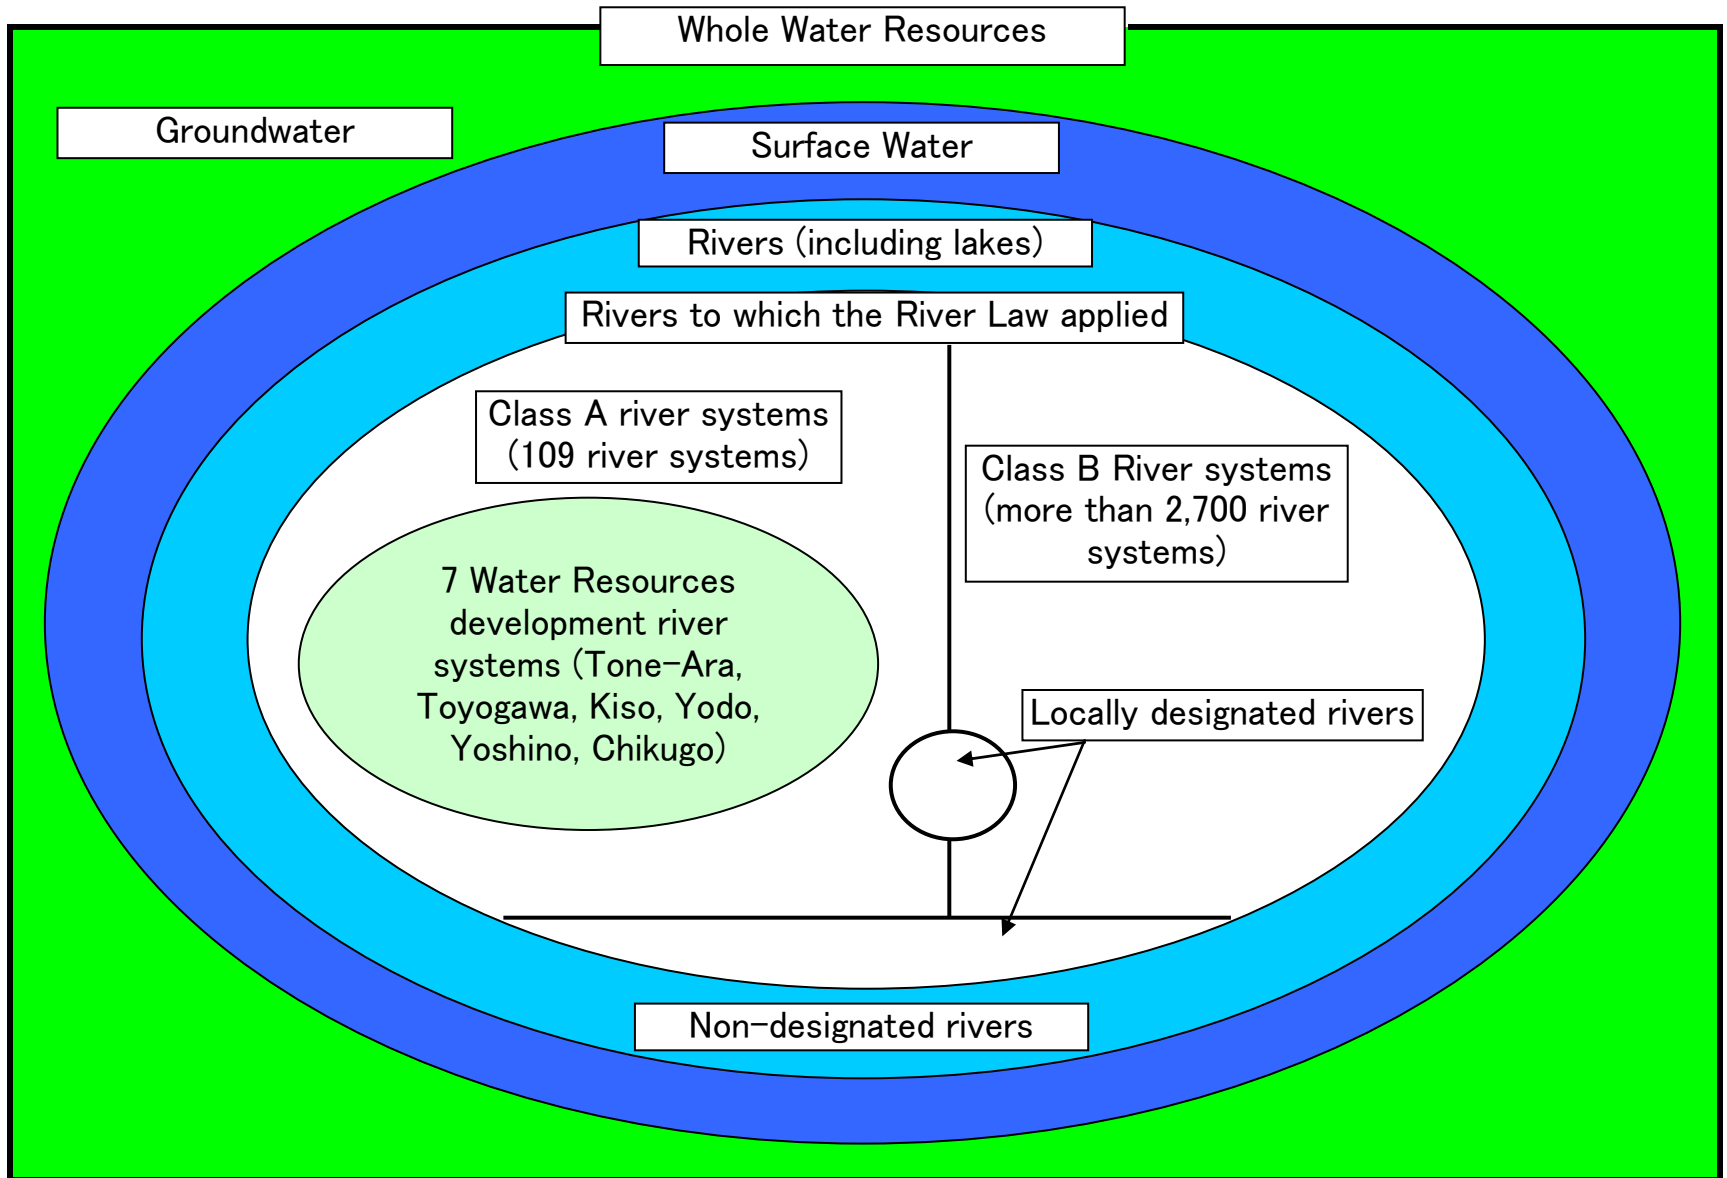 Whole Water Resources
Groundwater
Surface Water
Rivers (including lakes)
Rivers to which the River Law applied
Class A river systems
(109 river systems)
Class B River systems
(more than 2,700 river
systems)
7 Water Resources
development river
systems (Tone-Ara,
Toyogawa, Kiso, Yodo,
Yoshino, Chikugo)
Locally designated rivers
Non-designated rivers